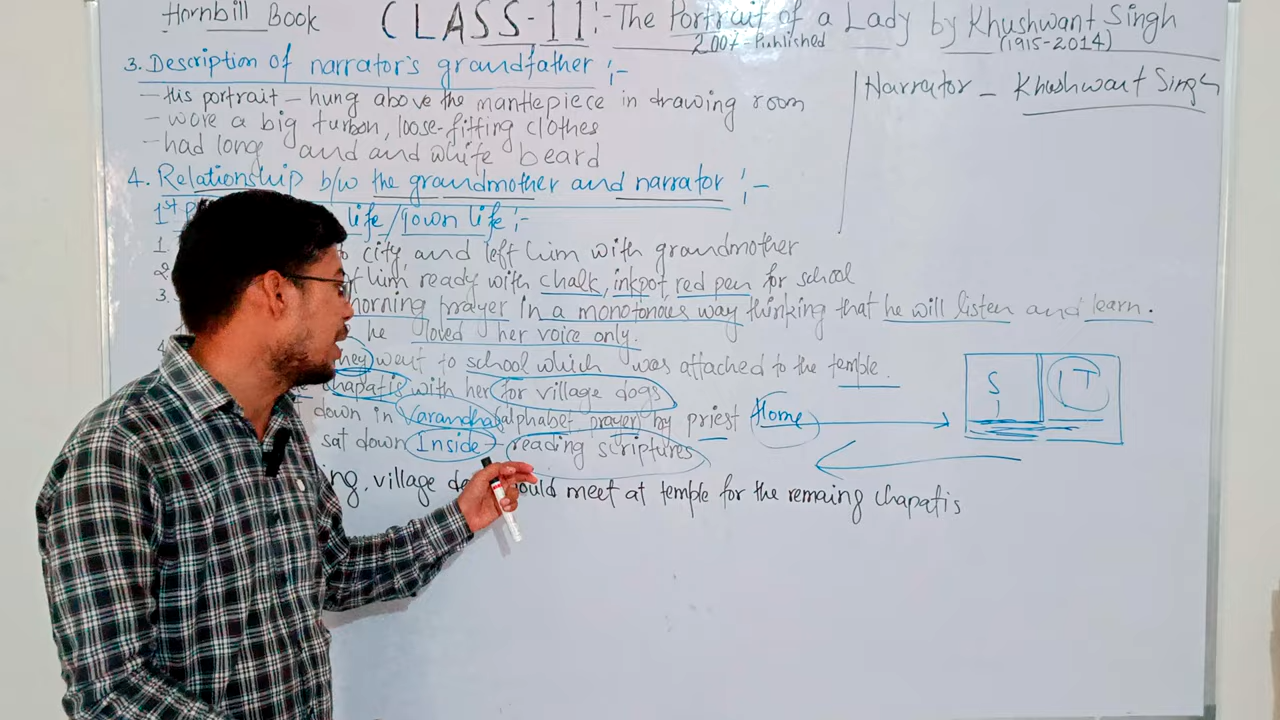 Hornbill Book CLASS-11:- The Portrait of a Lady by Khushwant Singh
2007-Published (1915-2014)
3. Description of narrator's grandfather :-
- His portrait - hung above the mantlepiece in drawing room
- wore a big turban, loose-fitting clothes
- had long and and white beard
Narrator - Khushwant Singh
4. Relationship b/w the grandmother and narrator :-
1st life/gown life :-
1. city and left him with grandmother
2 him ready with chalk, inkpot, red pen for school
3. morning prayer in a monotonous way thinking that he will listen and learn.
he loved her voice only.
they went to school which was attached to the temple.
chapatis with her for village dogs
down in Varandha (alphabet prayer) by priest Home
sat down Inside - reading scriptures
S T
village would meet at temple for the remaing chapatis